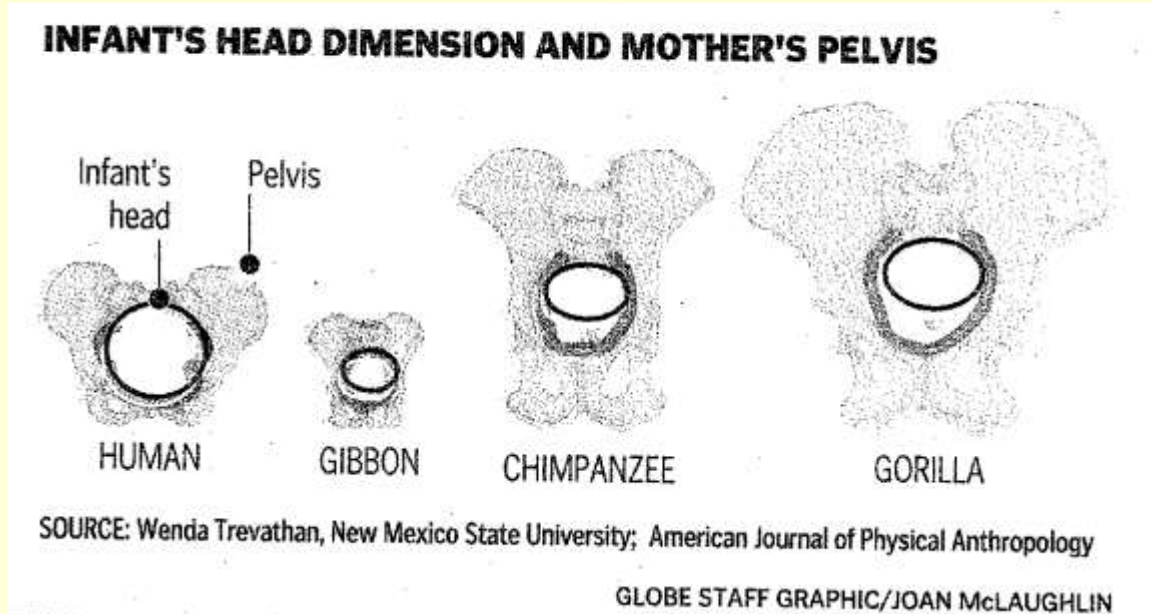 INFANT'S HEAD DIMENSION AND MOTHER'S PELVIS
Infant's
head
Pelvis
HUMAN
GIBBON
CHIMPANZEE
GORILLA
SOURCE: Wenda Trevathan, New Mexico State University; American Journal of Physical Anthropology
GLOBE STAFF GRAPHIC/JOAN McLAUGHLIN